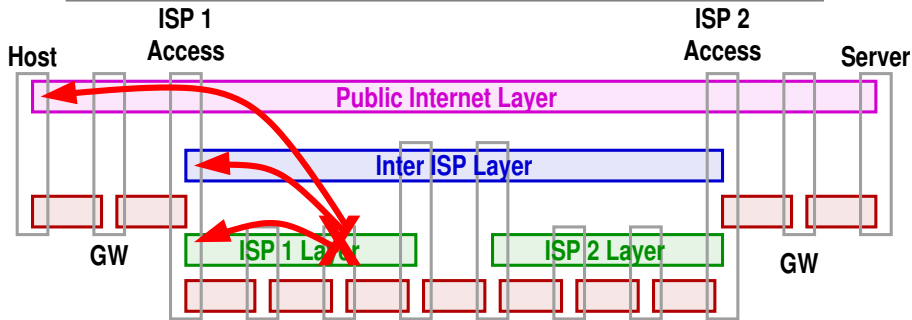 ISP 1
Access
ISP 2
Access
Host
Server
Public Internet Layer
Inter ISP Layer
GW
ISP 1 Layer
ISP 2 Layer
GW